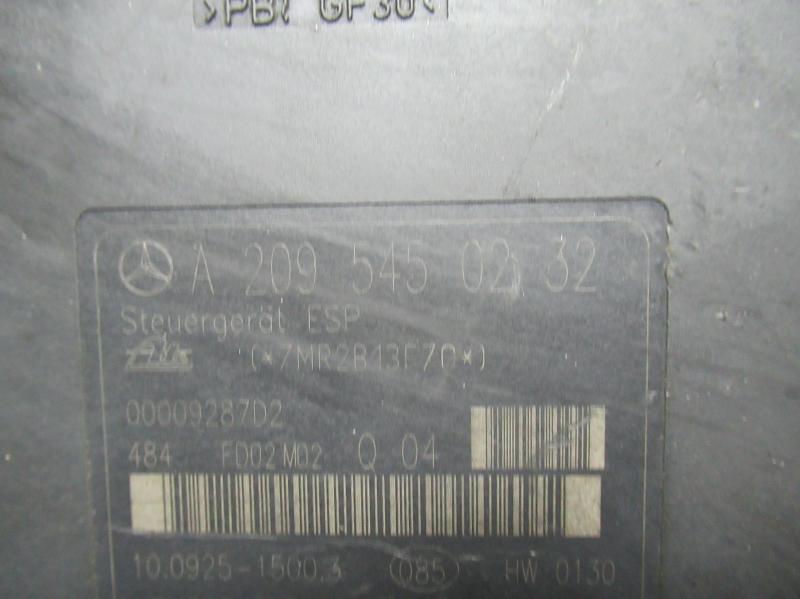 GF30<
A 209 545 02 32
Steuergerät ESP
(*7MR2B13F70*)
00009287D2
484 FD02 M02 Q 04
10.0925-1500.3 085 HW 0130